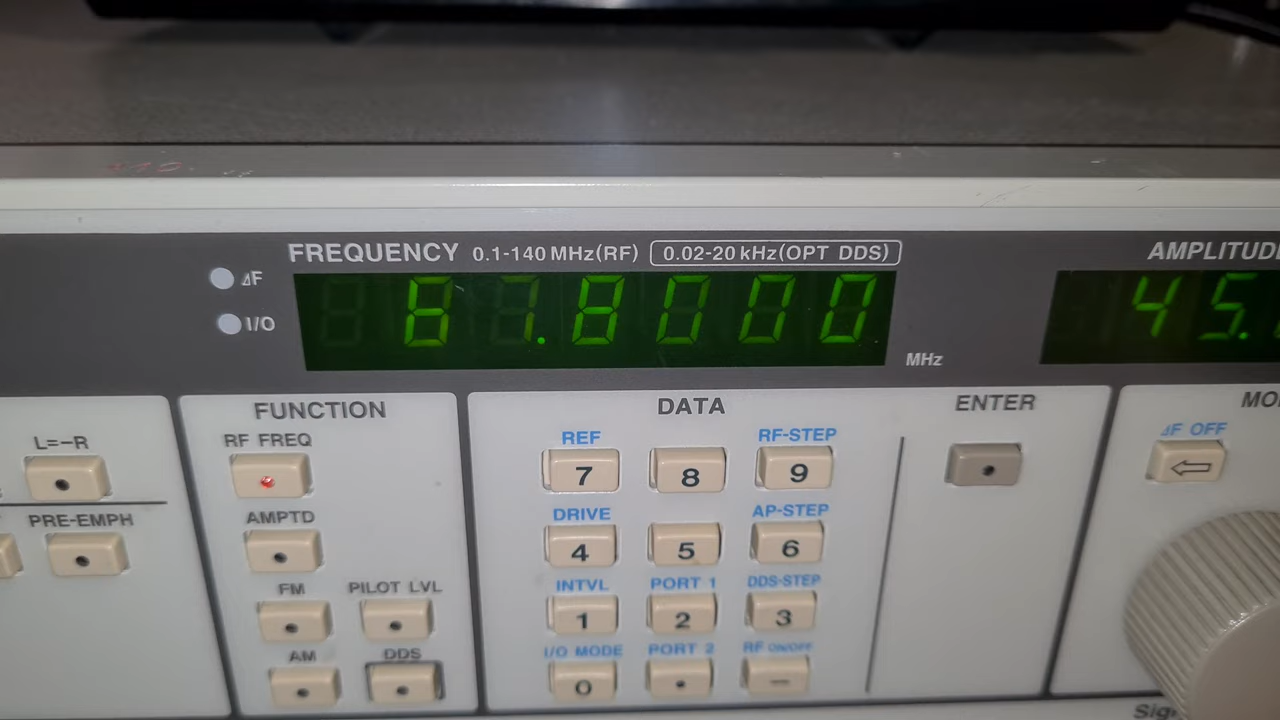 FREQUENCY 0.1-140 MHz(RF) 0.02-20 kHz(OPT DDS)
AMPLITUDE
ΔF
I/O
87.8000
MHz
45.
FUNCTION
DATA
ENTER
L=-R
RF FREQ
REF
RF-STEP
ΔF OFF
7
8
9
PRE-EMPH
AMPTD
DRIVE
AP-STEP
4
5
6
FM
PILOT LVL
INTVL
PORT 1
DDS-STEP
1
2
3
AM
DDS
I/O MODE
PORT 2
RF ON/OFF
0
.
-